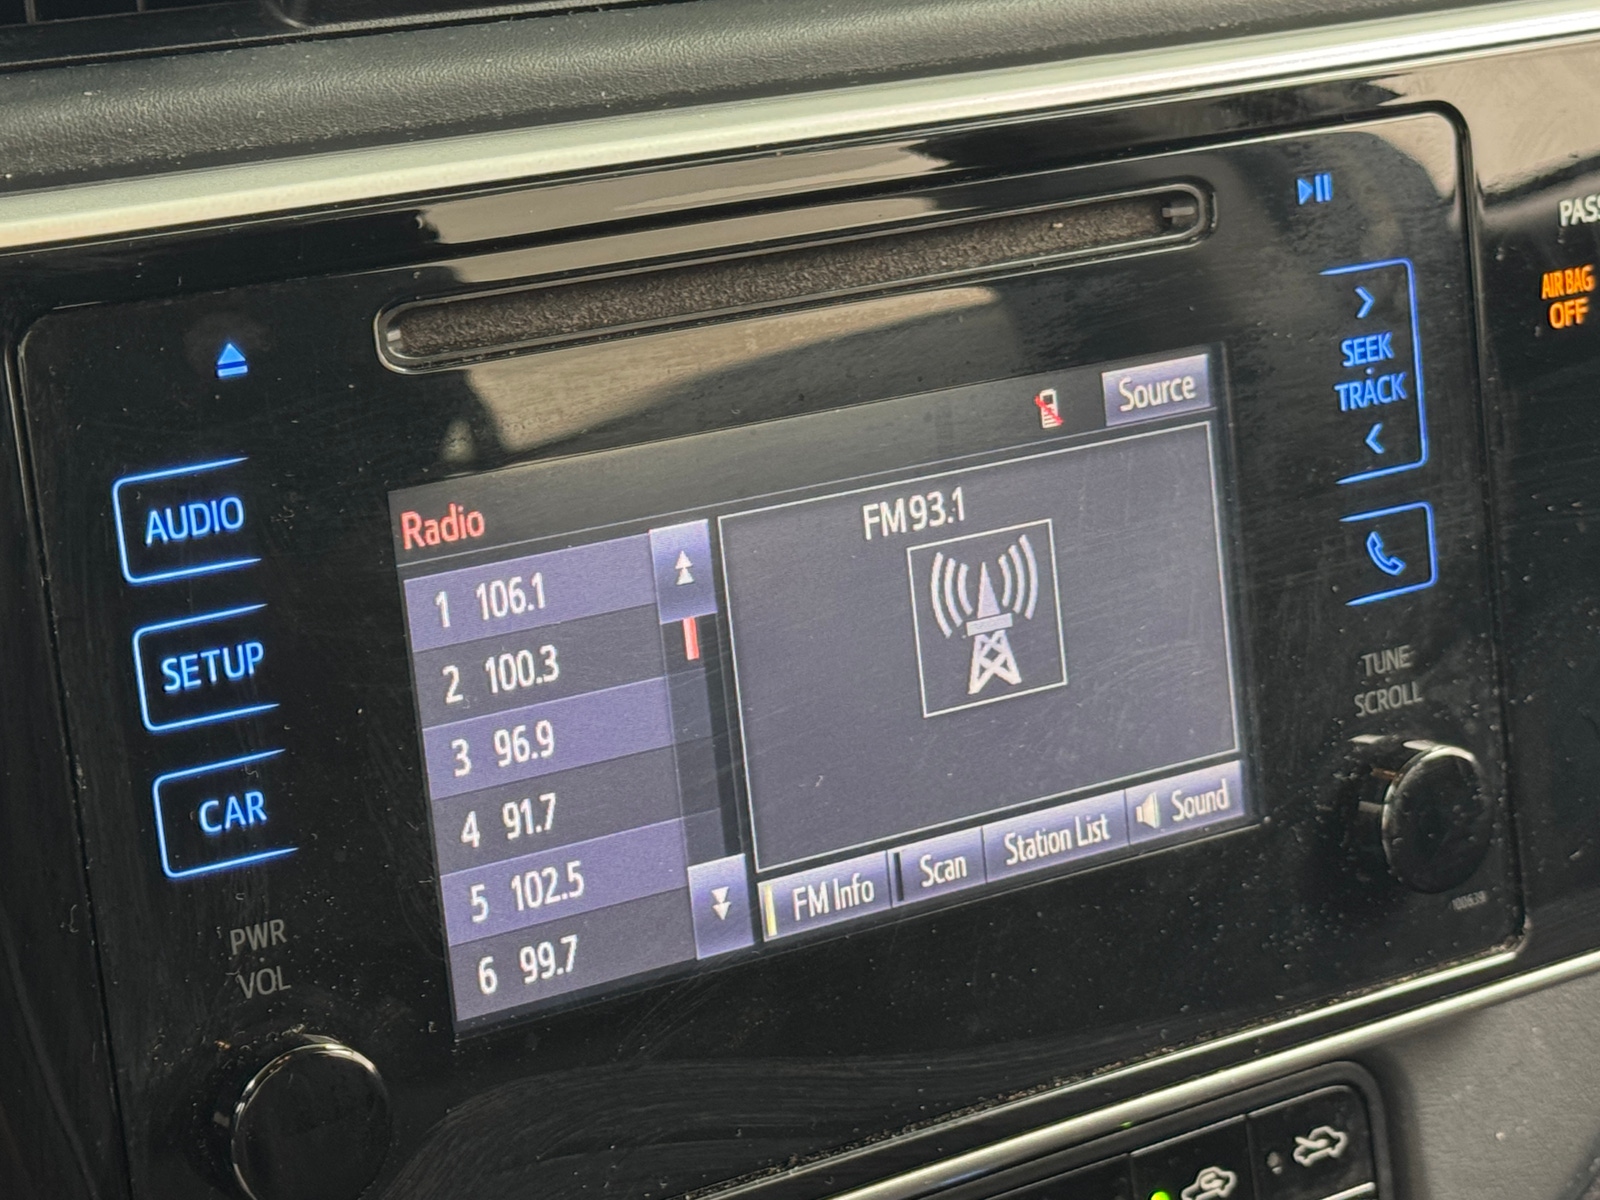 PASS
AIR BAG
OFF
SEEK
TRACK
Source
Radio
FM 93.1
AUDIO
1 106.1
2 100.3
SETUP
3 96.9
4 91.7
CAR
5 102.5
6 99.7
FM Info
Scan
Station List
Sound
TUNE
SCROLL
100639
PWR
VOL